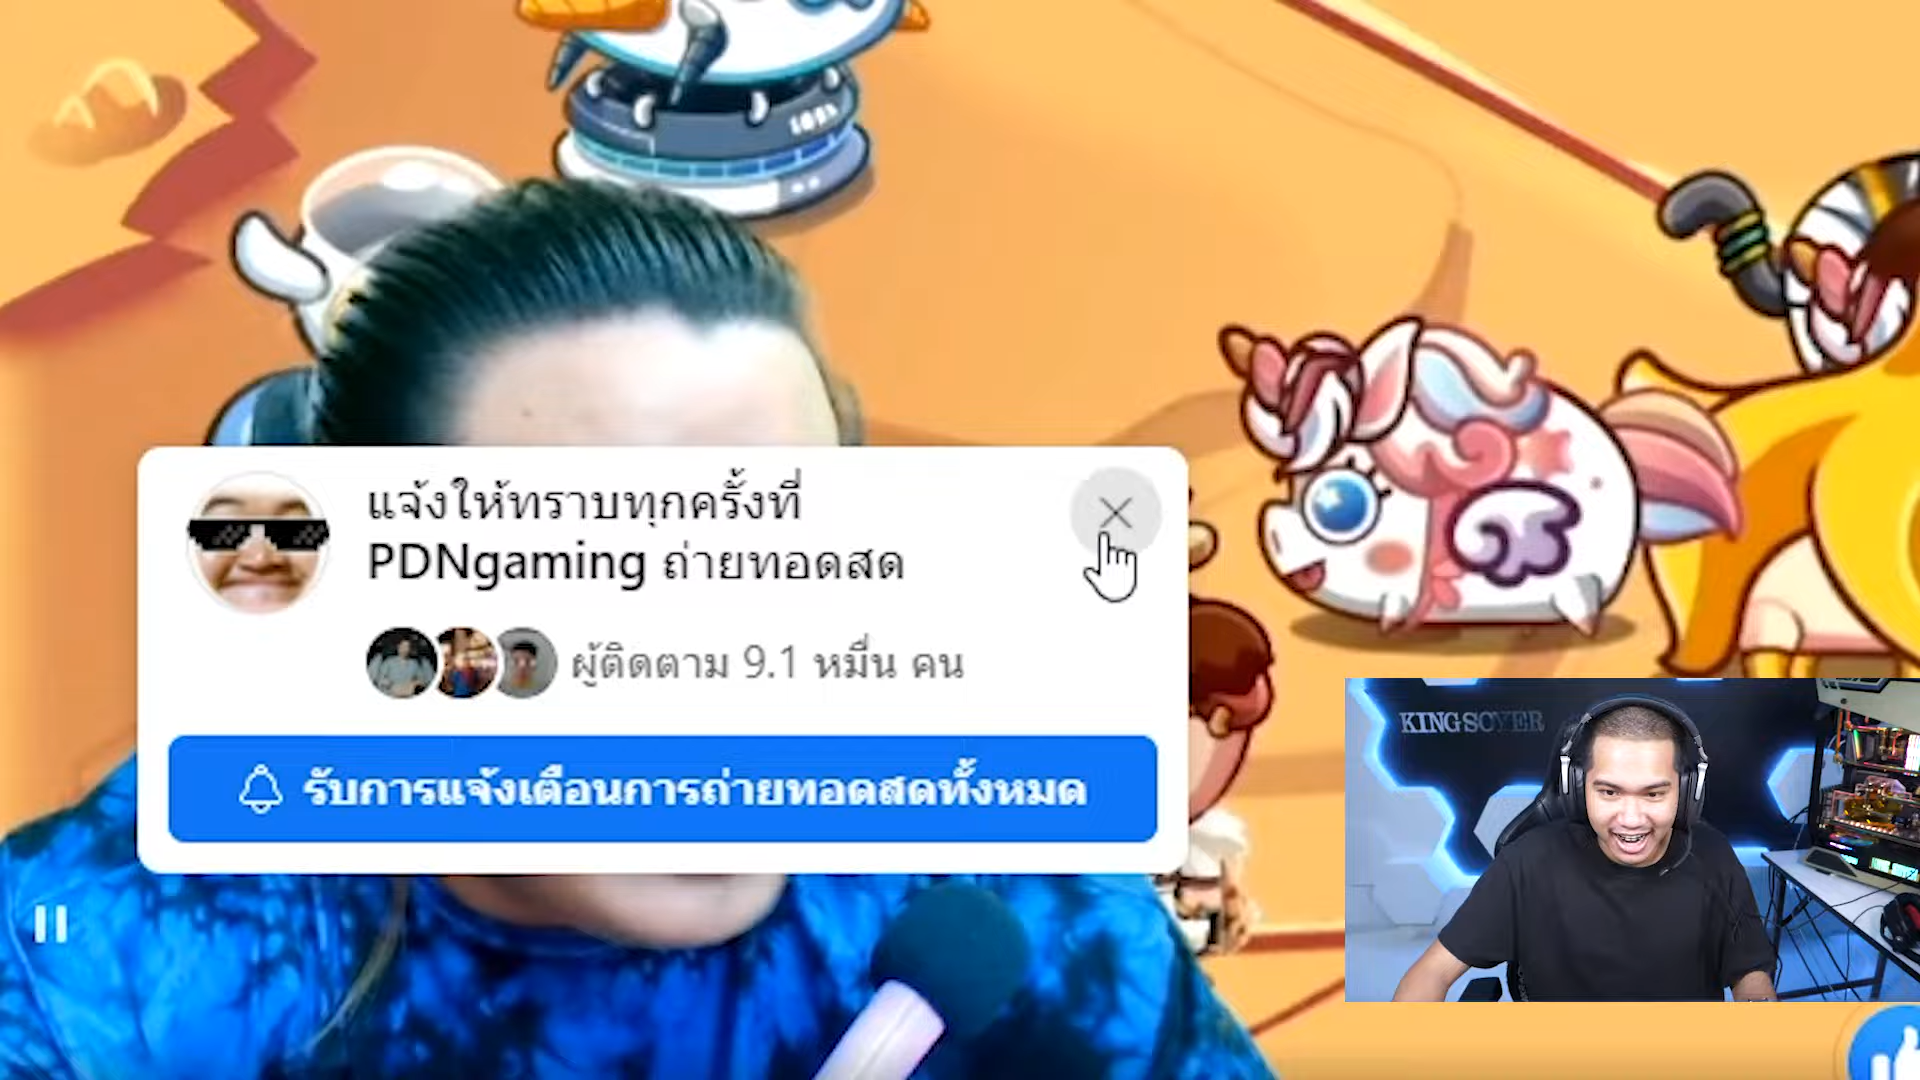 แจ้งให้ทราบทุกครั้งที่
PDNgaming ถ่ายทอดสด
ผู้ติดตาม 9.1 หมื่น คน
รับการแจ้งเตือนการถ่ายทอดสดทั้งหมด
KINGSOVER